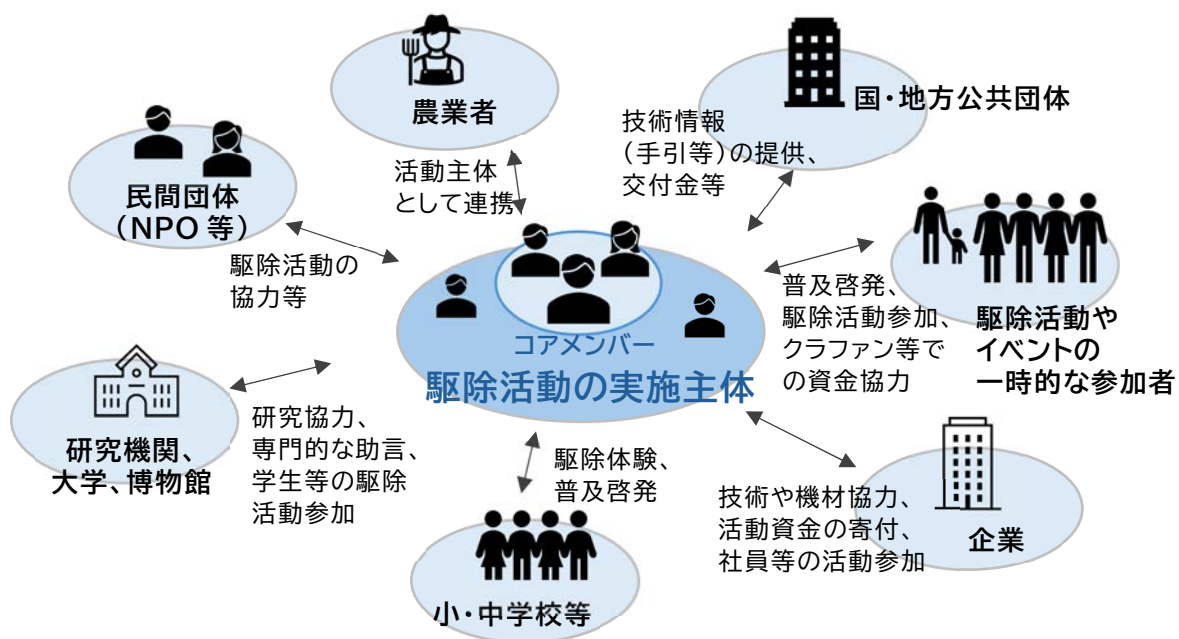 農業者
国・地方公共団体
技術情報
（手引等）の提供、
交付金等
活動主体
として連携
民間団体
（NPO 等）
駆除活動の
協力等
普及啓発、
駆除活動参加、
クラファン等で
の資金協力
駆除活動や
イベントの
一時的な参加者
コアメンバー
駆除活動の実施主体
研究機関、
大学、博物館
研究協力、
専門的な助言、
学生等の駆除
活動参加
駆除体験、
普及啓発
技術や機材協力、
活動資金の寄付、
社員等の活動参加
企業
小・中学校等